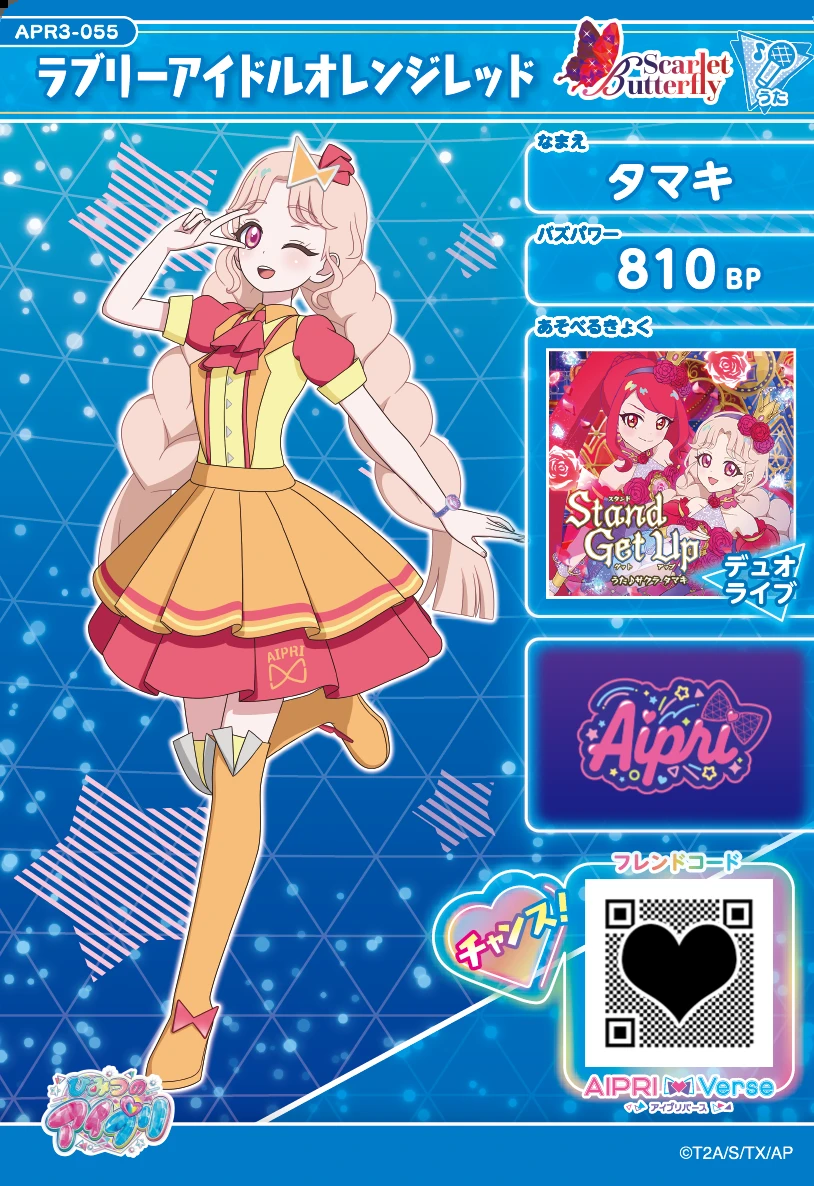 APR3-055
ラブリーアイドルオレンジレッド
Scarlet
Butterfly
うた
なまえ
タマキ
バズパワー
810 BP
あそべるきょく
スタンド
Stand
Get Up
ゲット アップ
うた♪サクラ タマキ
デュオ
ライブ
AIPRI
Aipri
フレンドコード
チャンス!
AIPRI Verse
アイプリバース
ひみつの
アイプリ
©T2A/S/TX/AP